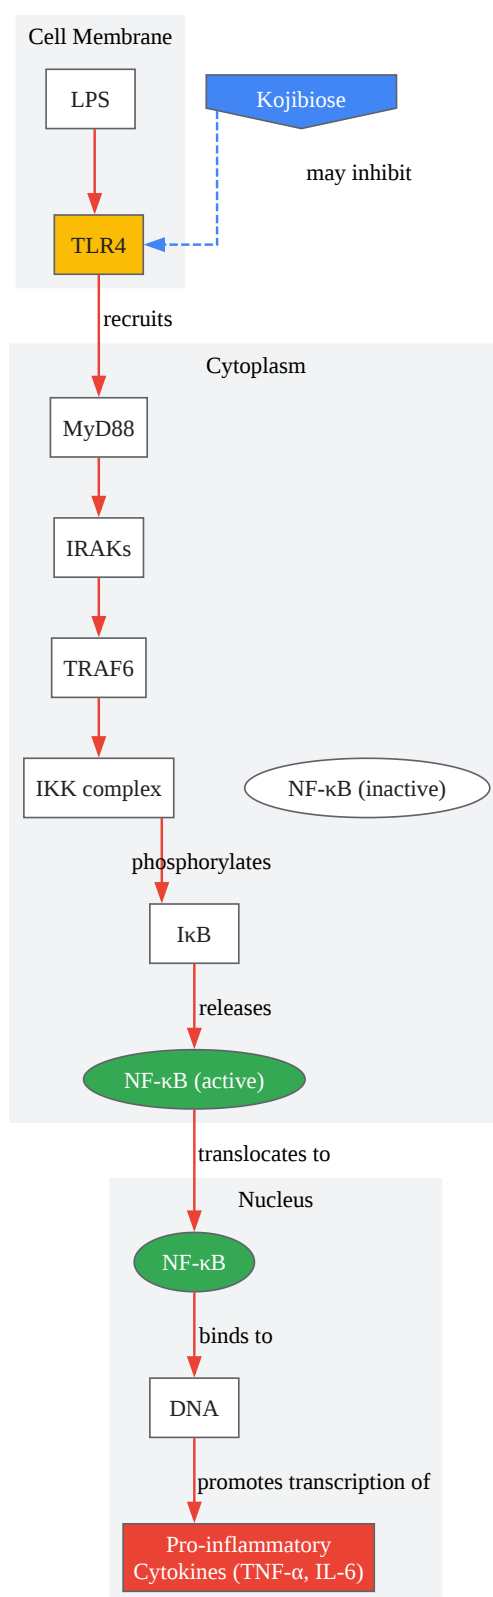 Cell Membrane
LPS
Kojibiose
may inhibit
TLR4
recruits
Cytoplasm
MyD88
IRAKs
TRAF6
IKK complex
NF-κB (inactive)
phosphorylates
IκB
releases
NF-κB (active)
translocates to
Nucleus
NF-κB
binds to
DNA
promotes transcription of
Pro-inflammatory
Cytokines (TNF-α, IL-6)